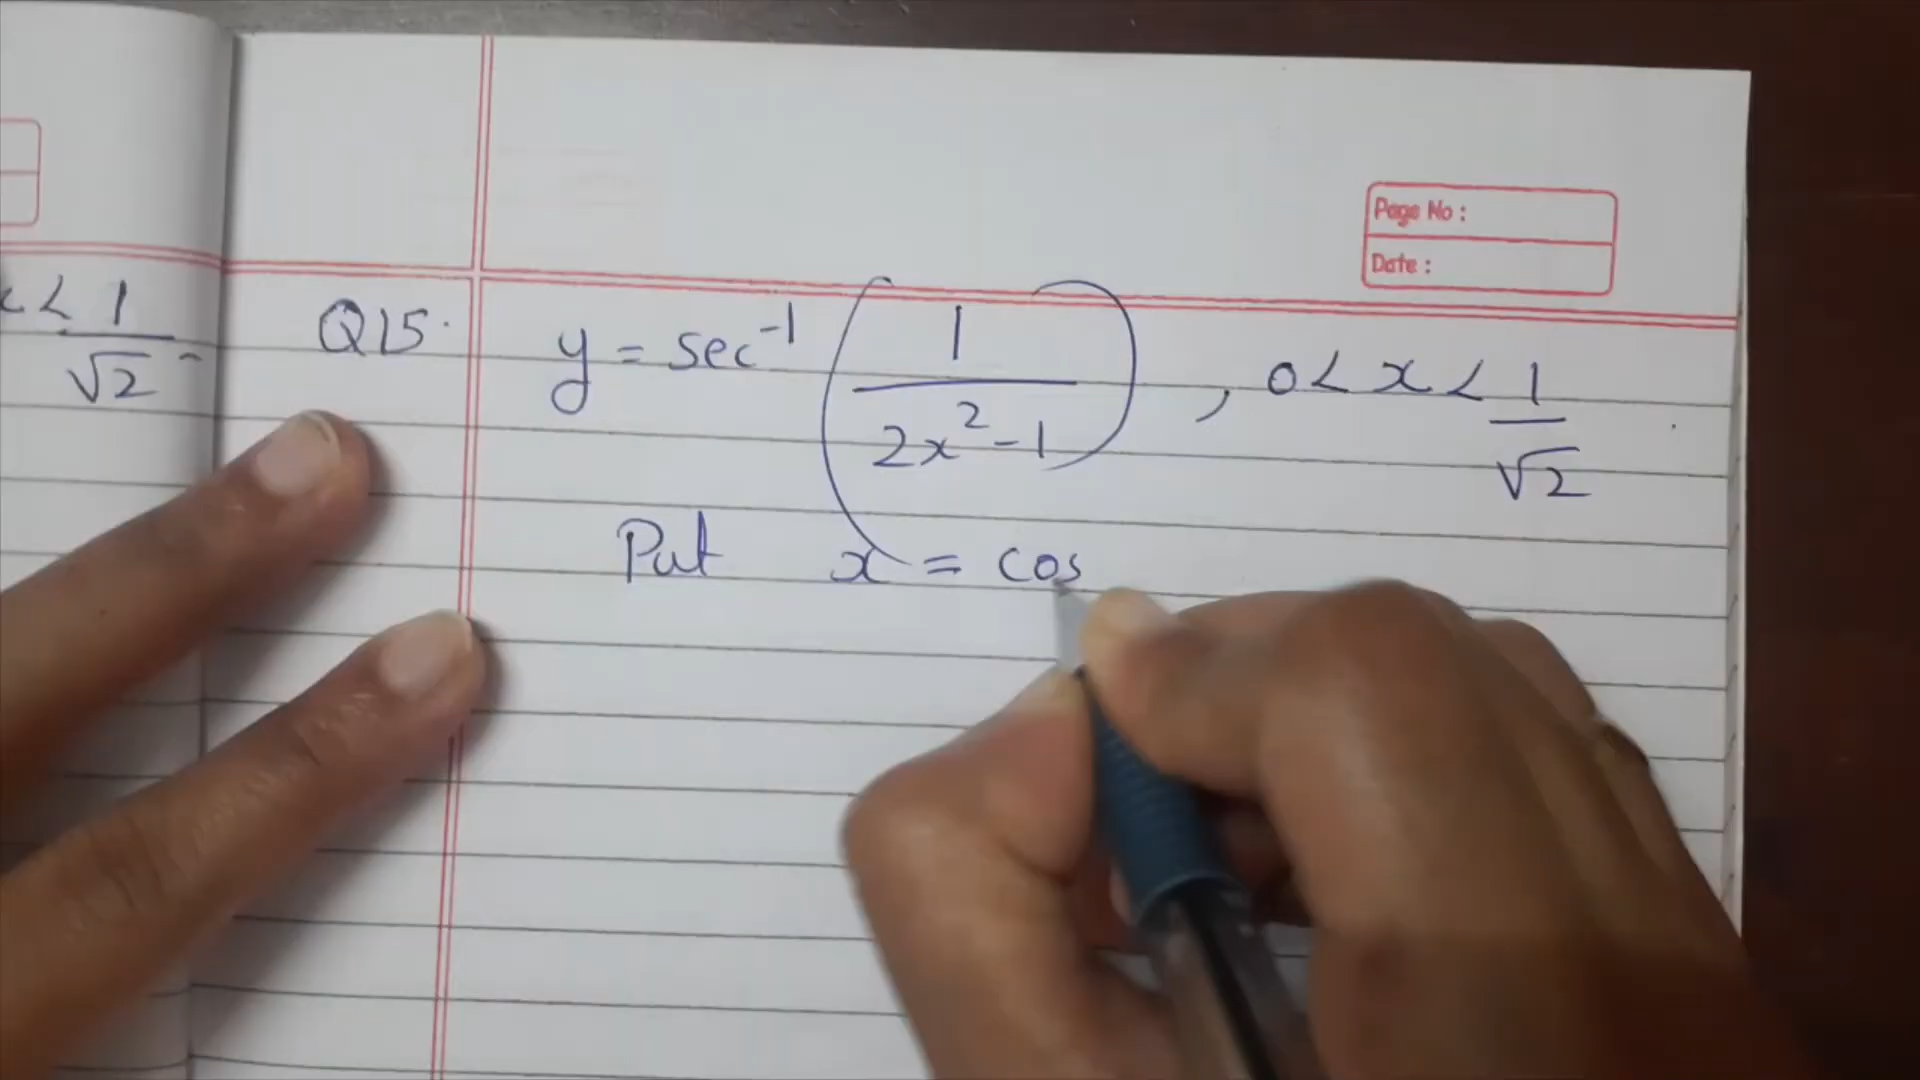 Page No :
Date :
x < 1/√2
Q15. y = sec⁻¹ (1/(2x² - 1)), 0 < x < 1/√2
Put x = cos